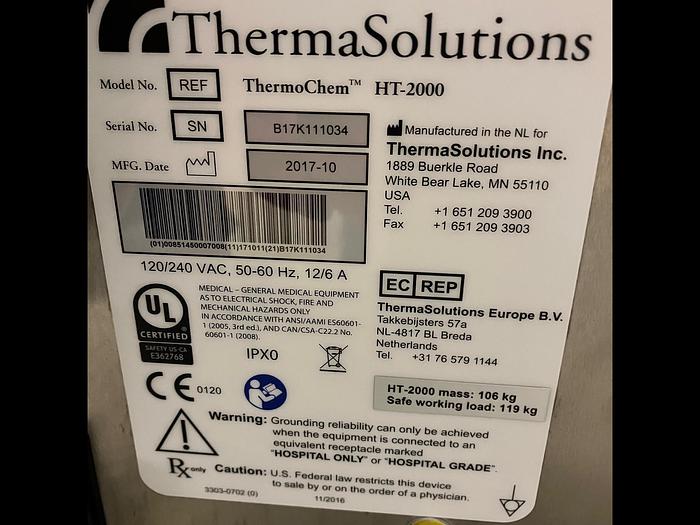 ThermaSolutions
Model No. REF ThermoChem™ HT-2000
Serial No. SN B17K111034
MFG. Date 2017-10
Manufactured in the NL for
ThermaSolutions Inc.
1889 Buerkle Road
White Bear Lake, MN 55110
USA
Tel. +1 651 209 3900
Fax +1 651 209 3903
(01)00851450007008(11)171011(21)B17K111034
120/240 VAC, 50-60 Hz, 12/6 A
UL
CERTIFIED
SAFETY US-CA
E362768
MEDICAL – GENERAL MEDICAL EQUIPMENT
AS TO ELECTRICAL SHOCK, FIRE AND
MECHANICAL HAZARDS ONLY
IN ACCORDANCE WITH ANSI/AAMI ES60601-
1 (2005, 3rd ed.), AND CAN/CSA-C22.2 No.
60601-1 (2008).
IPX0
EC REP
ThermaSolutions Europe B.V.
Takkebijsters 57a
NL-4817 BL Breda
Netherlands
Tel. +31 76 579 1144
CE 0120
HT-2000 mass: 106 kg
Safe working load: 119 kg
Warning: Grounding reliability can only be achieved
when the equipment is connected to an
equivalent receptacle marked
"HOSPITAL ONLY" or "HOSPITAL GRADE".
Rx only Caution: U.S. Federal law restricts this device
to sale by or on the order of a physician.
3303-0702 (0) 11/2016